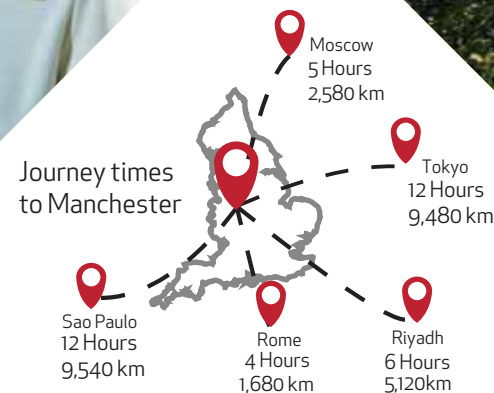 Moscow
5 Hours
2,580 km
Journey times
to Manchester
Tokyo
12 Hours
9,480 km
Sao Paulo
12 Hours
9,540 km
Rome
4 Hours
1,680 km
Riyadh
6 Hours
5,120km